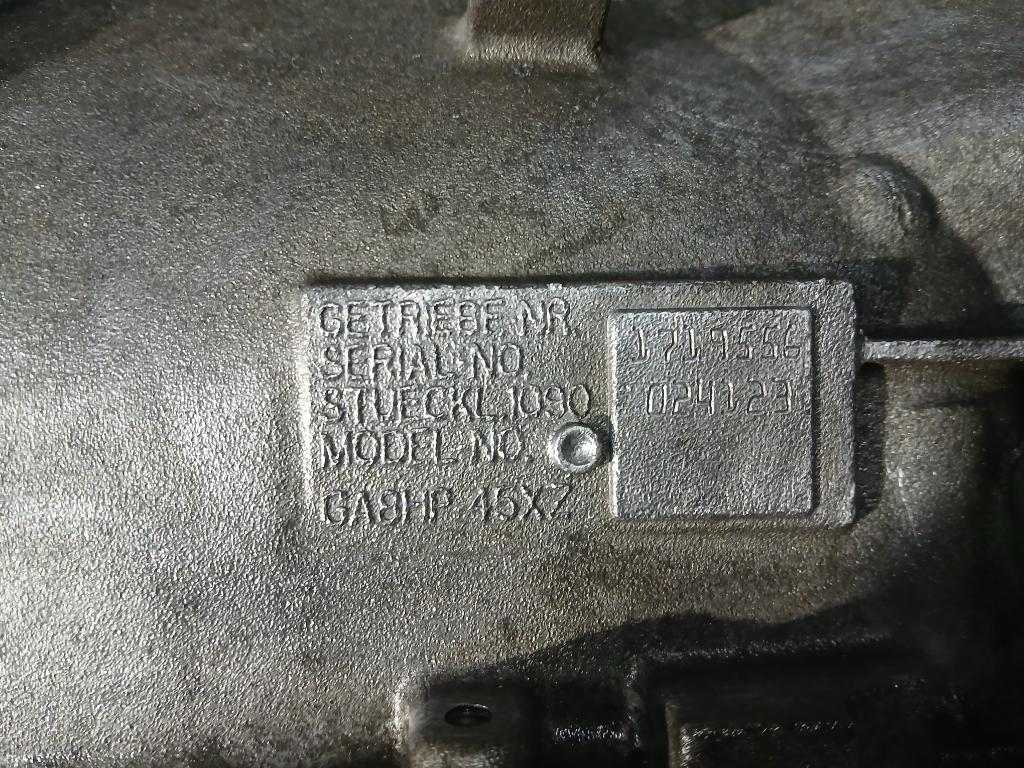 GETRIEBE NR.
SERIAL NO.
STUECKL.1090
MODEL NO.
GA8HP 45XZ
1719556
024123